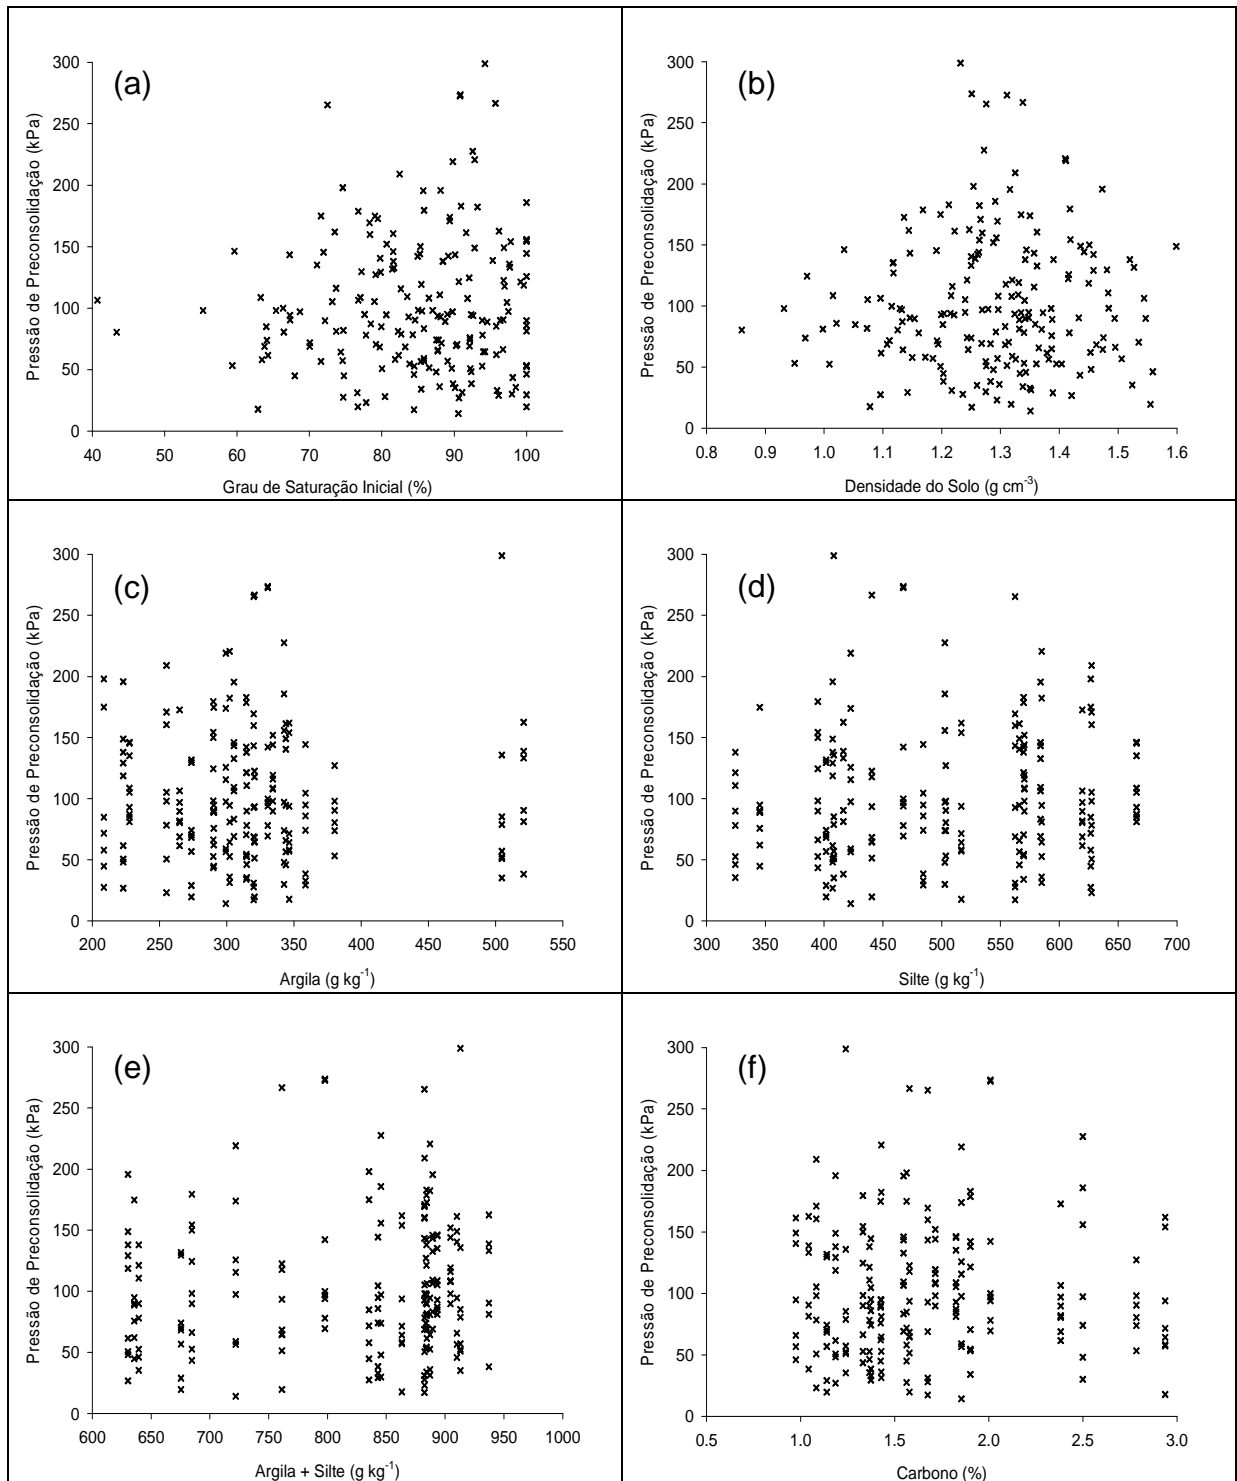 (a)
Pressão de Preconsolidação (kPa)
300
250
200
150
100
50
0
40 50 60 70 80 90 100
Grau de Saturação Inicial (%)
(b)
Pressão de Preconsolidação (kPa)
300
250
200
150
100
50
0
0.8 0.9 1.0 1.1 1.2 1.3 1.4 1.5 1.6
Densidade do Solo (g cm⁻³)
(c)
Pressão de Preconsolidação (kPa)
300
250
200
150
100
50
0
200 250 300 350 400 450 500 550
Argila (g kg⁻¹)
(d)
Pressão de Preconsolidação (kPa)
300
250
200
150
100
50
0
300 350 400 450 500 550 600 650 700
Silte (g kg⁻¹)
(e)
Pressão de Preconsolidação (kPa)
300
250
200
150
100
50
0
600 650 700 750 800 850 900 950 1000
Argila + Silte (g kg⁻¹)
(f)
Pressão de Preconsolidação (kPa)
300
250
200
150
100
50
0
0.5 1.0 1.5 2.0 2.5 3.0
Carbono (%)